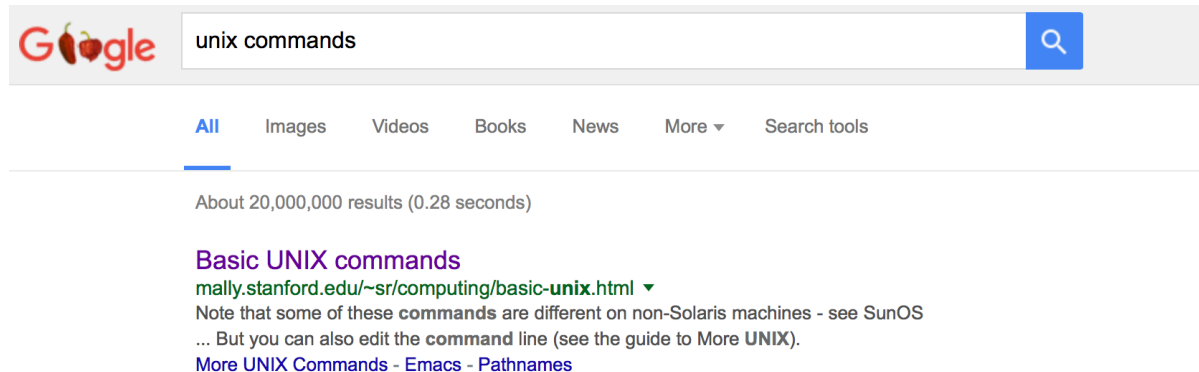 Google
unix commands
All Images Videos Books News More Search tools
About 20,000,000 results (0.28 seconds)
Basic UNIX commands
mally.stanford.edu/~sr/computing/basic-unix.html
Note that some of these commands are different on non-Solaris machines - see SunOS
... But you can also edit the command line (see the guide to More UNIX).
More UNIX Commands - Emacs - Pathnames